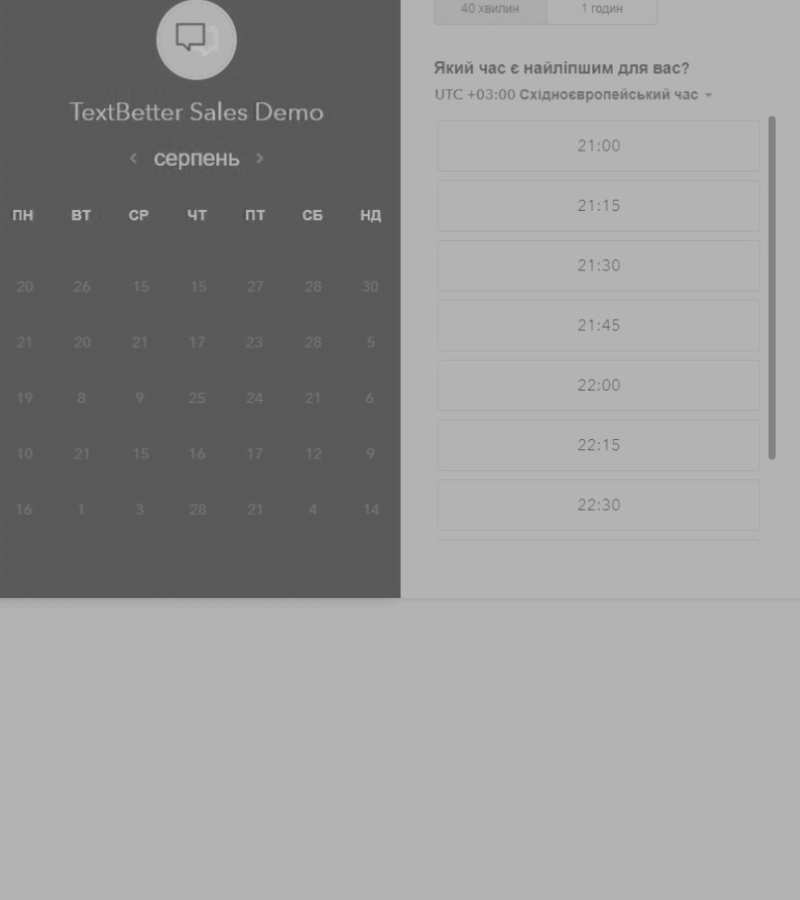 TextBetter Sales Demo
серпень
ПН ВТ СР ЧТ ПТ СБ НД
20 26 15 15 27 28 30
21 20 21 17 23 28 5
19 8 9 25 24 21 6
10 21 15 16 17 12 9
16 1 3 28 21 4 14
40 хвилин 1 годин
Який час є найліпшим для вас?
UTC +03:00 Східноєвропейський час
21:00
21:15
21:30
21:45
22:00
22:15
22:30